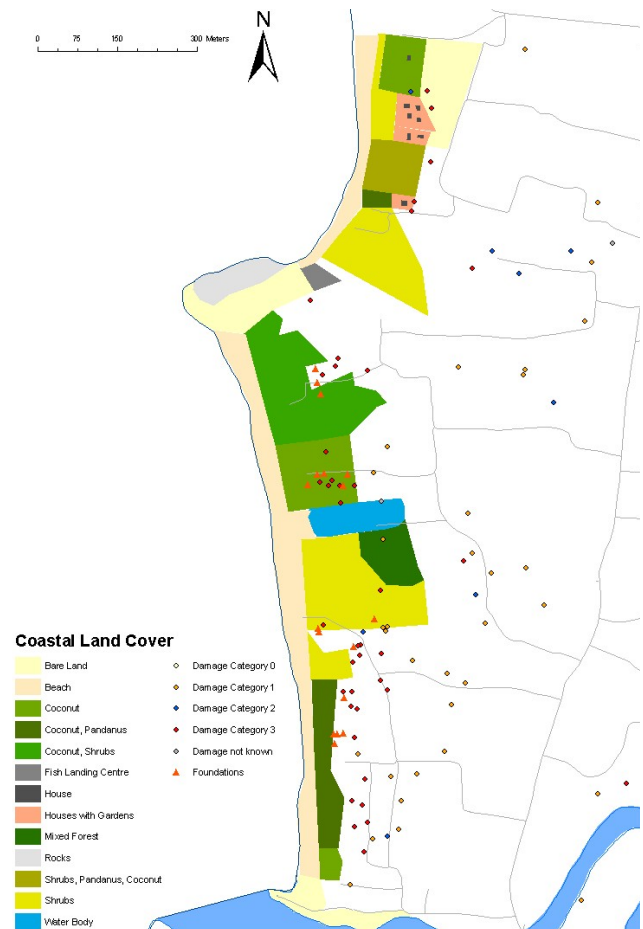 N
0 75 150 300 Meters
Coastal Land Cover
Bare Land
Beach
Coconut
Coconut, Pandanus
Coconut, Shrubs
Fish Landing Centre
House
Houses with Gardens
Mixed Forest
Rocks
Shrubs, Pandanus, Coconut
Shrubs
Water Body
Damage Category 0
Damage Category 1
Damage Category 2
Damage Category 3
Damage not known
Foundations